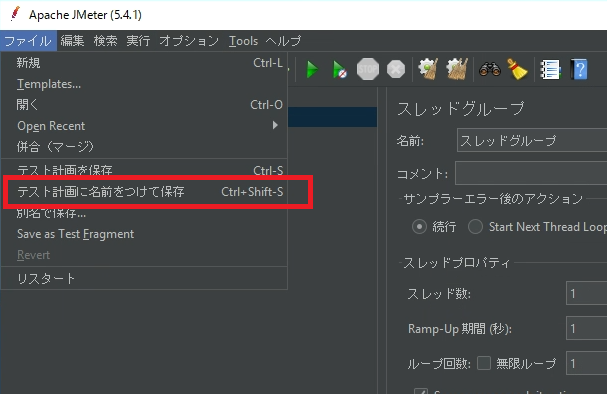 Apache JMeter (5.4.1)
ファイル 編集 検索 実行 オプション Tools ヘルプ
新規 Ctrl-L
Templates...
開く Ctrl-O
Open Recent
併合（マージ）
テスト計画を保存 Ctrl-S
テスト計画に名前をつけて保存 Ctrl+Shift-S
別名で保存...
Save as Test Fragment
Revert
リスタート
STOP
スレッドグループ
名前: スレッドグループ
コメント:
サンプラーエラー後のアクション
続行 Start Next Thread Loop
スレッドプロパティ
スレッド数: 1
Ramp-Up 期間 (秒): 1
ループ回数: 無限ループ 1